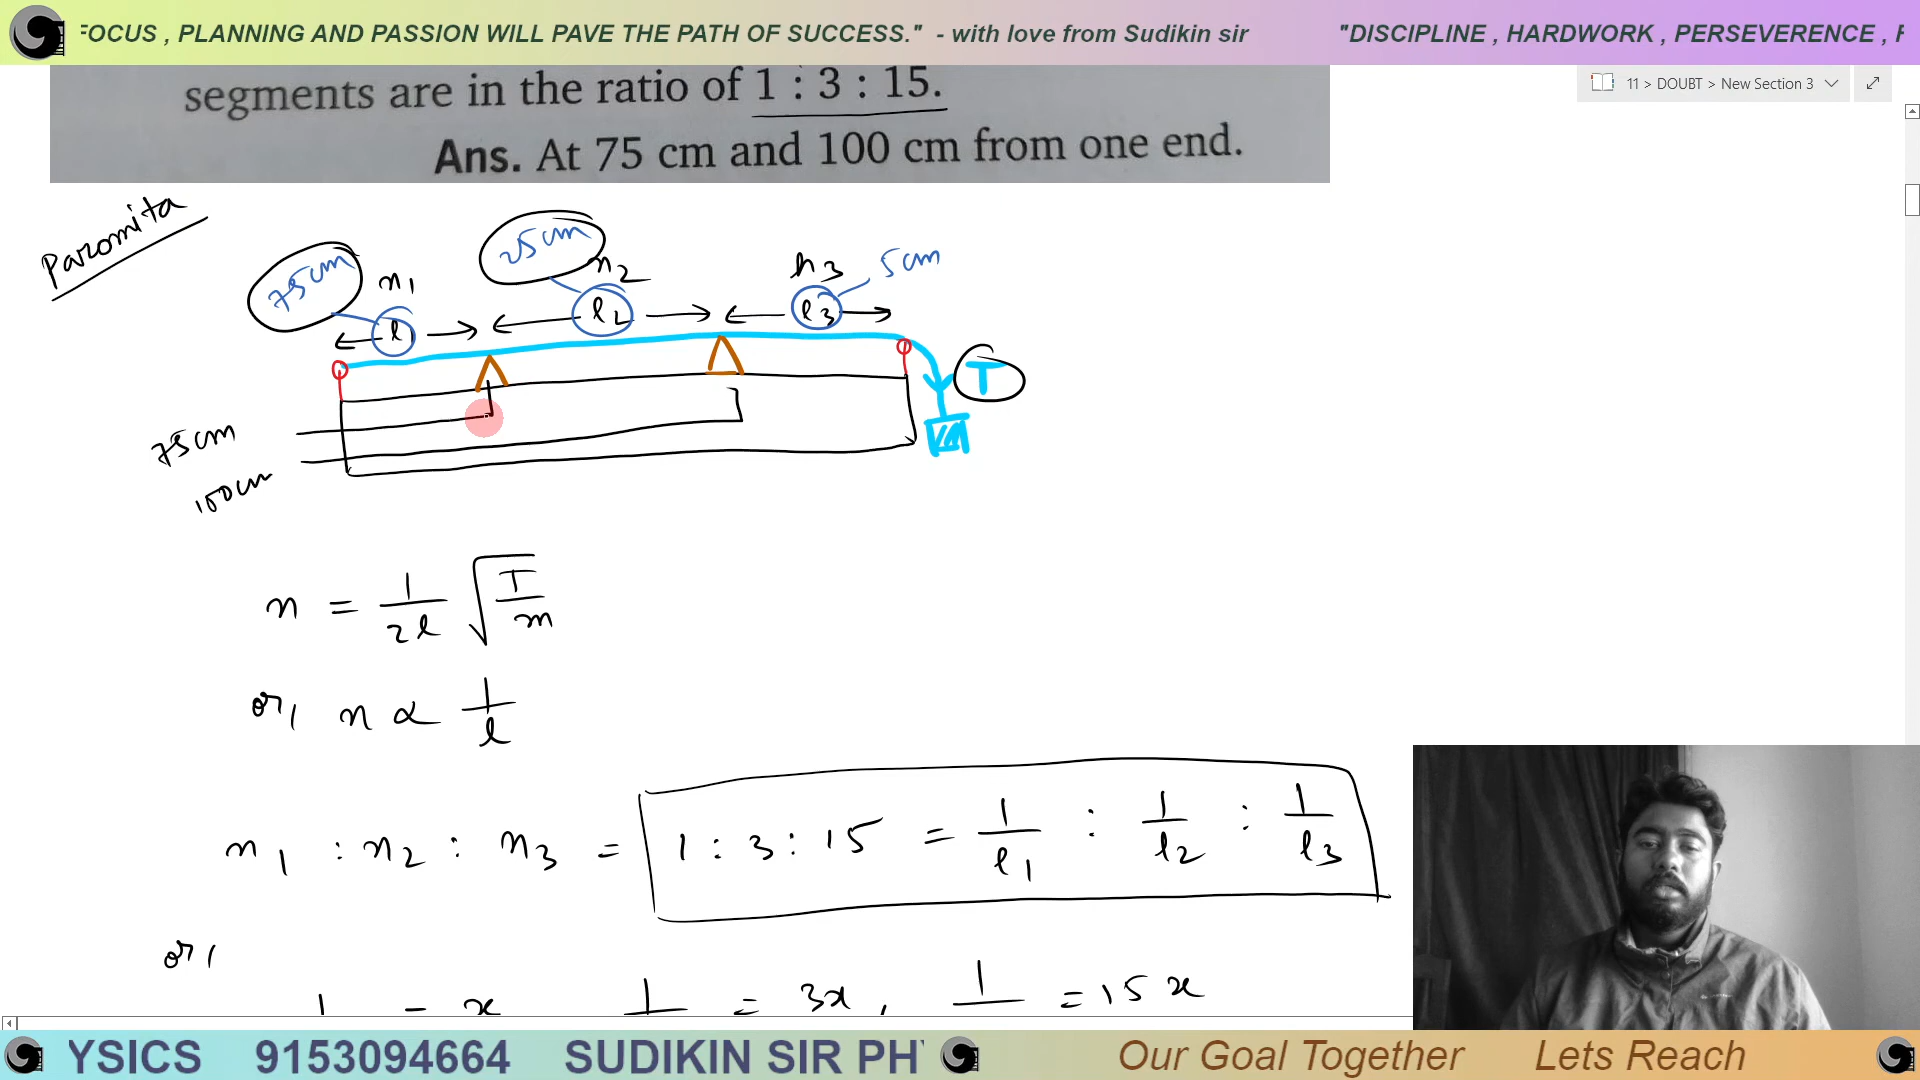 FOCUS , PLANNING AND PASSION WILL PAVE THE PATH OF SUCCESS." - with love from Sudikin sir "DISCIPLINE , HARDWORK , PERSEVERENCE , F
11 > DOUBT > New Section 3
segments are in the ratio of 1 : 3 : 15.
Ans. At 75 cm and 100 cm from one end.
Paromita
75cm n1 25cm n2 n3 5cm
l1 l2 l3
T
75cm
100cm
n = 1/2l √T/m
or, n ∝ 1/l
n1 : n2 : n3 = 1 : 3 : 15 = 1/l1 : 1/l2 : 1/l3
or,
1 = x 1 = 3x , 1 = 15x
YSICS 9153094664 SUDIKIN SIR PHY Our Goal Together Lets Reach